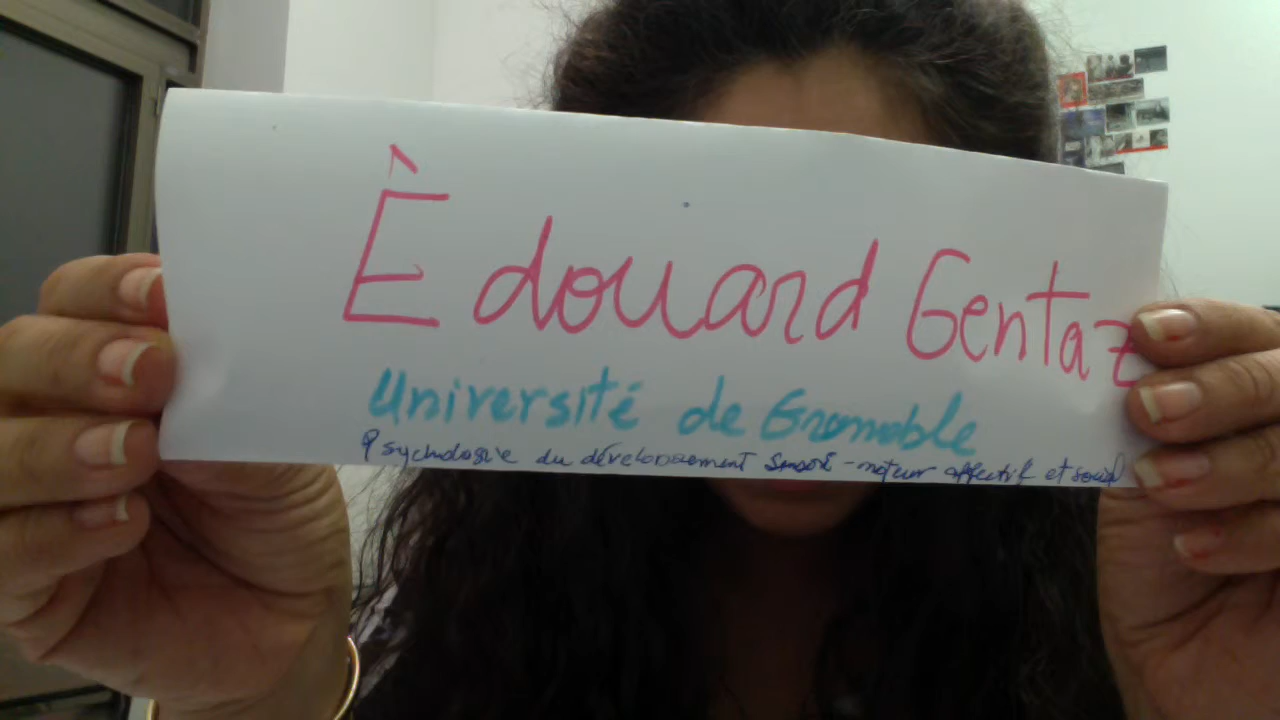 Èdouard Gentaz
Université de Grenoble
Psychologie du développement Sensori-moteur affectif et social